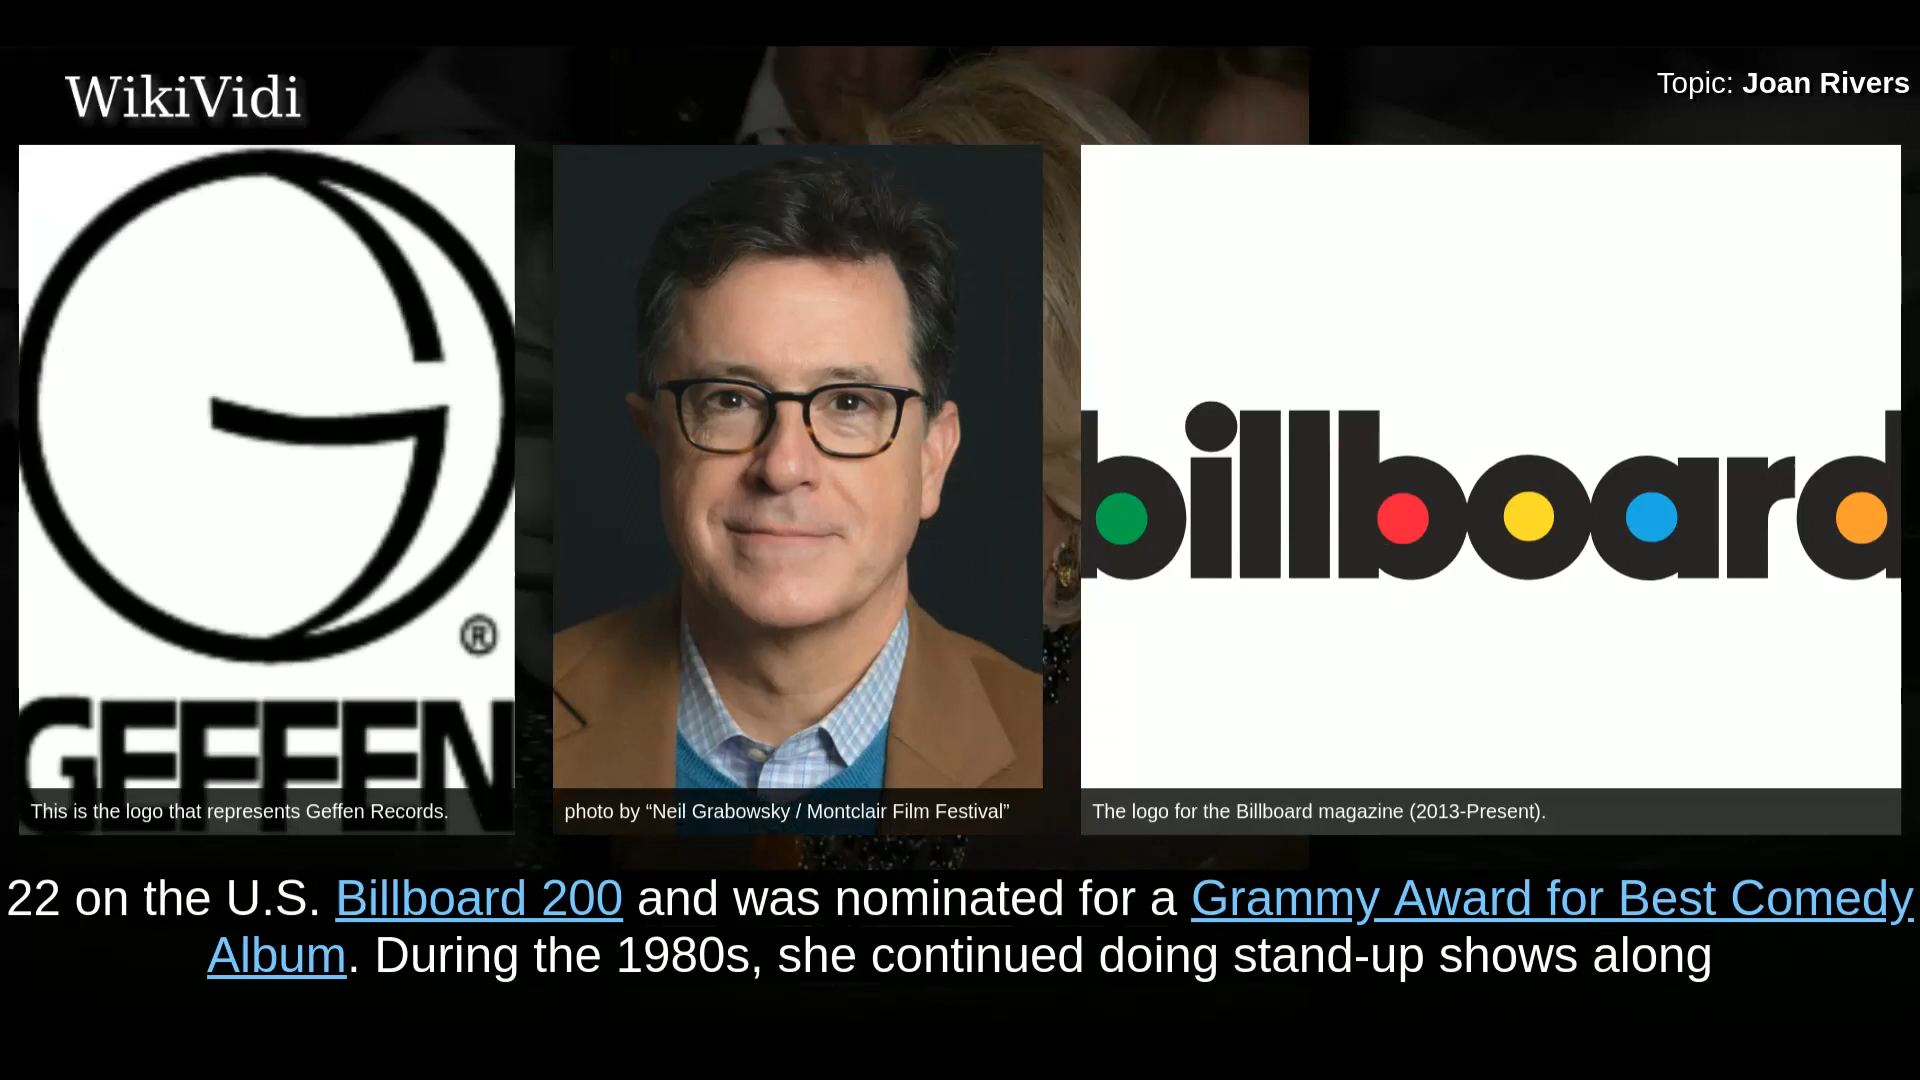 WikiVidi
Topic: Joan Rivers
®
GEFFEN
billboard
This is the logo that represents Geffen Records.
photo by “Neil Grabowsky / Montclair Film Festival”
The logo for the Billboard magazine (2013-Present).
22 on the U.S. Billboard 200 and was nominated for a Grammy Award for Best Comedy
Album. During the 1980s, she continued doing stand-up shows along